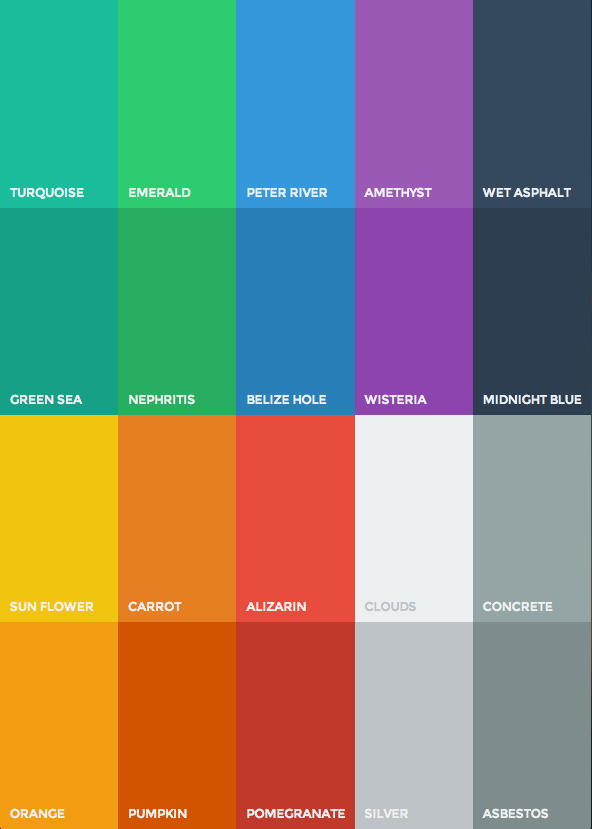 TURQUOISE
EMERALD
PETER RIVER
AMETHYST
WET ASPHALT
GREEN SEA
NEPHRITIS
BELIZE HOLE
WISTERIA
MIDNIGHT BLUE
SUN FLOWER
CARROT
ALIZARIN
CLOUDS
CONCRETE
ORANGE
PUMPKIN
POMEGRANATE
SILVER
ASBESTOS